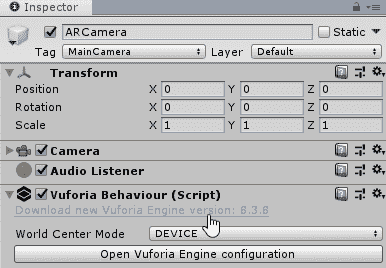 Inspector
ARCamera Static
Tag MainCamera Layer Default
Transform
Position X 0 Y 0 Z 0
Rotation X 0 Y 0 Z 0
Scale X 1 Y 1 Z 1
Camera
Audio Listener
Vuforia Behaviour (Script)
Download new Vuforia Engine version: 8.3.8
World Center Mode DEVICE
Open Vuforia Engine configuration